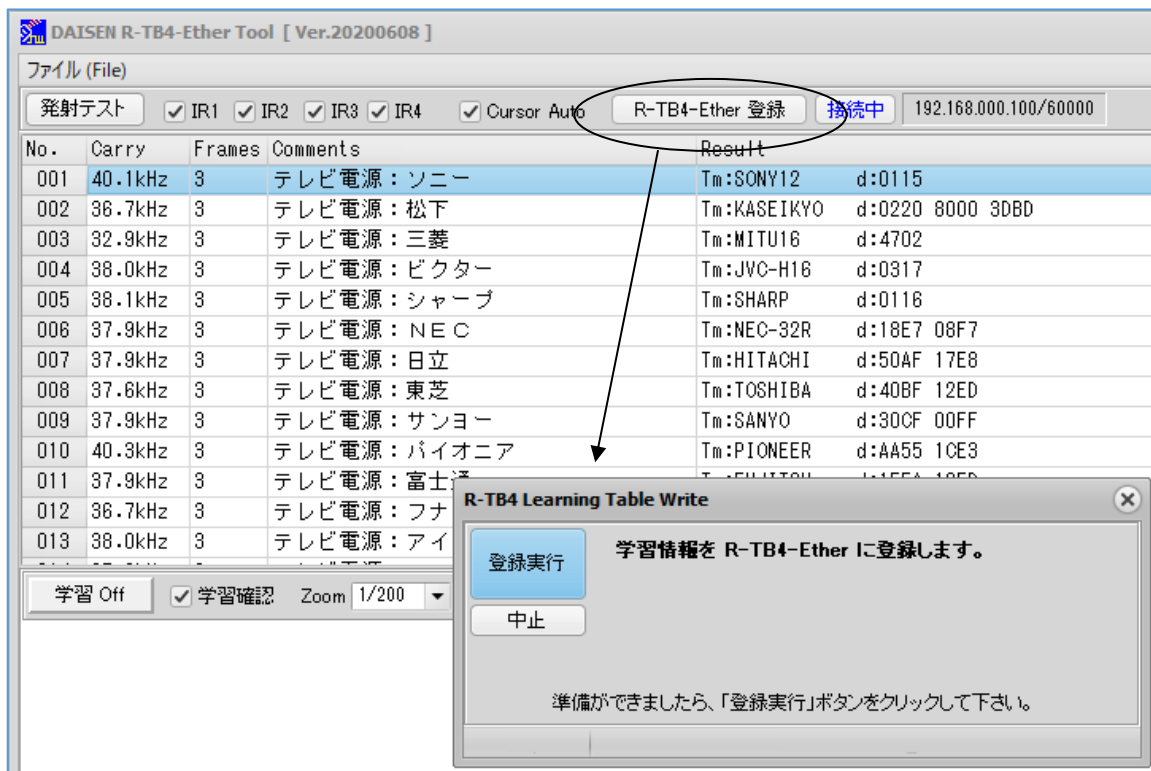 DAISEN R-TB4-Ether Tool [ Ver.20200608 ]
ファイル (File)
発射テスト IR1 IR2 IR3 IR4 Cursor Auto R-TB4-Ether 登録 接続中 192.168.000.100/60000
No. Carry Frames Comments Result
001 40.1kHz 3 テレビ電源：ソニー Tm:SONY12 d:0115
002 36.7kHz 3 テレビ電源：松下 Tm:KASEIKYO d:0220 8000 3DBD
003 32.9kHz 3 テレビ電源：三菱 Tm:MITU16 d:4702
004 38.0kHz 3 テレビ電源：ビクター Tm:JVC-H16 d:0317
005 38.1kHz 3 テレビ電源：シャープ Tm:SHARP d:0116
006 37.9kHz 3 テレビ電源：ＮＥＣ Tm:NEC-32R d:18E7 08F7
007 37.9kHz 3 テレビ電源：日立 Tm:HITACHI d:50AF 17E8
008 37.6kHz 3 テレビ電源：東芝 Tm:TOSHIBA d:40BF 12ED
009 37.9kHz 3 テレビ電源：サンヨー Tm:SANYO d:30CF 00FF
010 40.3kHz 3 テレビ電源：パイオニア Tm:PIONEER d:AA55 1CE3
011 37.9kHz 3 テレビ電源：富士
012 36.7kHz 3 テレビ電源：フナ
013 38.0kHz 3 テレビ電源：アイ
学習 Off 学習確認 Zoom 1/200
R-TB4 Learning Table Write
登録実行 学習情報を R-TB4-Ether に登録します。
中止
準備ができましたら、「登録実行」ボタンをクリックして下さい。